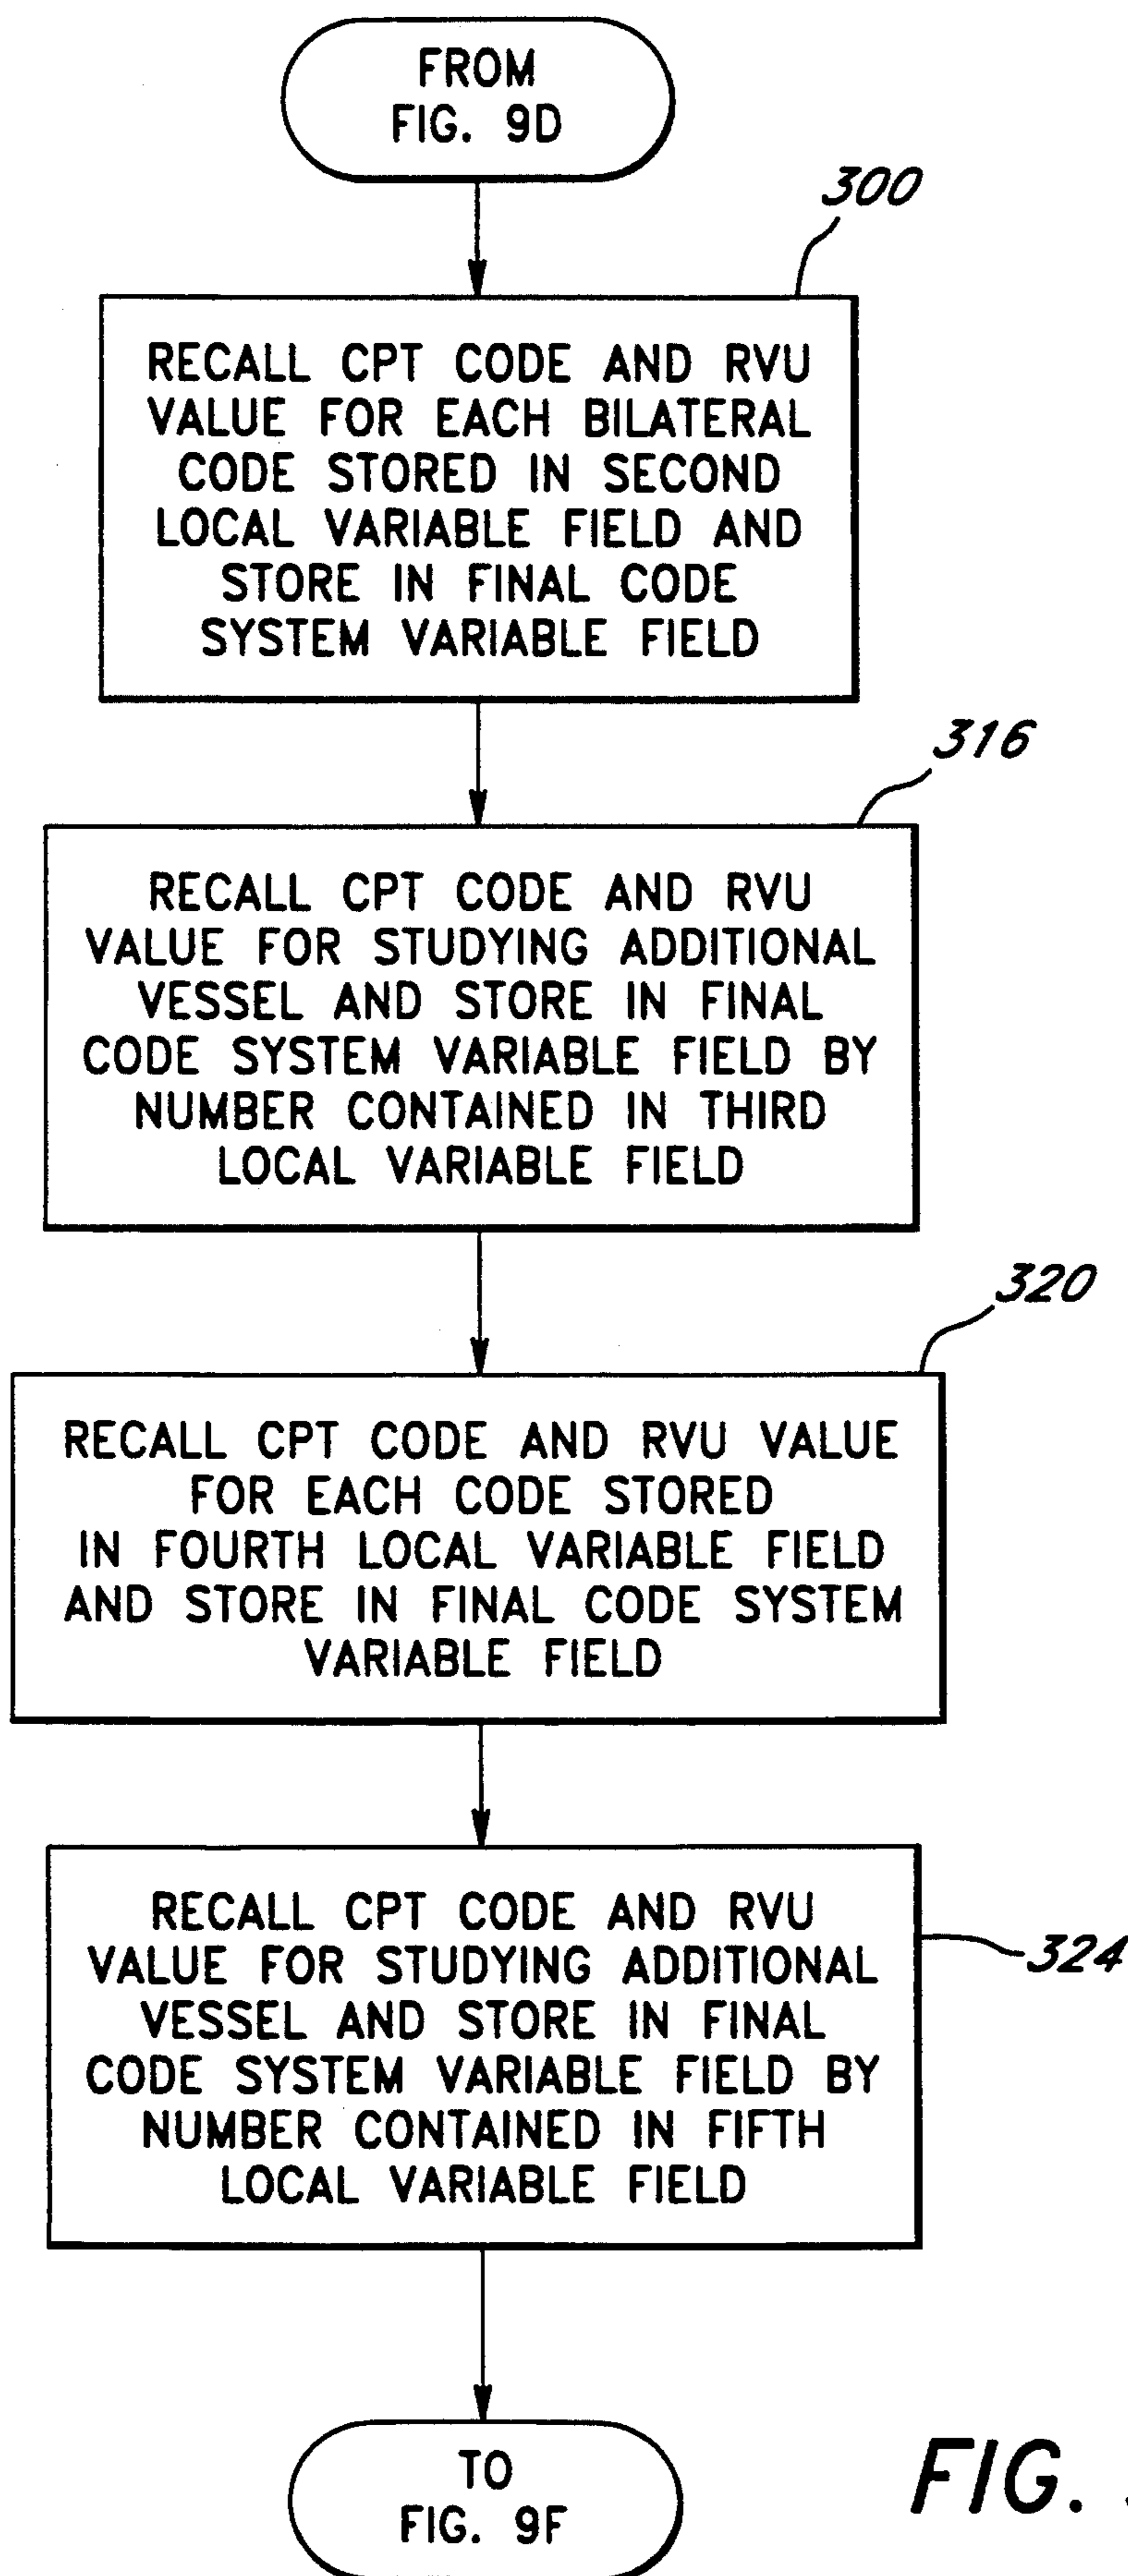 FROM
FIG. 9D
300
RECALL CPT CODE AND RVU
VALUE FOR EACH BILATERAL
CODE STORED IN SECOND
LOCAL VARIABLE FIELD AND
STORE IN FINAL CODE
SYSTEM VARIABLE FIELD
316
RECALL CPT CODE AND RVU
VALUE FOR STUDYING ADDITIONAL
VESSEL AND STORE IN FINAL
CODE SYSTEM VARIABLE FIELD BY
NUMBER CONTAINED IN THIRD
LOCAL VARIABLE FIELD
320
RECALL CPT CODE AND RVU VALUE
FOR EACH CODE STORED
IN FOURTH LOCAL VARIABLE FIELD
AND STORE IN FINAL CODE SYSTEM
VARIABLE FIELD
324
RECALL CPT CODE AND RVU
VALUE FOR STUDYING ADDITIONAL
VESSEL AND STORE IN FINAL
CODE SYSTEM VARIABLE FIELD BY
NUMBER CONTAINED IN FIFTH
LOCAL VARIABLE FIELD
TO
FIG. 9F
FIG.